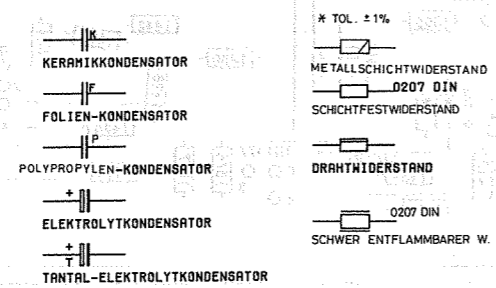 K
KERAMIKKONDENSATOR
F
FOLIEN-KONDENSATOR
P
POLYPROPYLEN-KONDENSATOR
+
ELEKTROLYTKONDENSATOR
+
T
TANTAL-ELEKTROLYTKONDENSATOR
* TOL. ±1%
METALLSCHICHTWIDERSTAND
0207 DIN
SCHICHTFESTWIDERSTAND
DRAHTWIDERSTAND
0207 DIN
SCHWER ENTFLAMMBARER W.